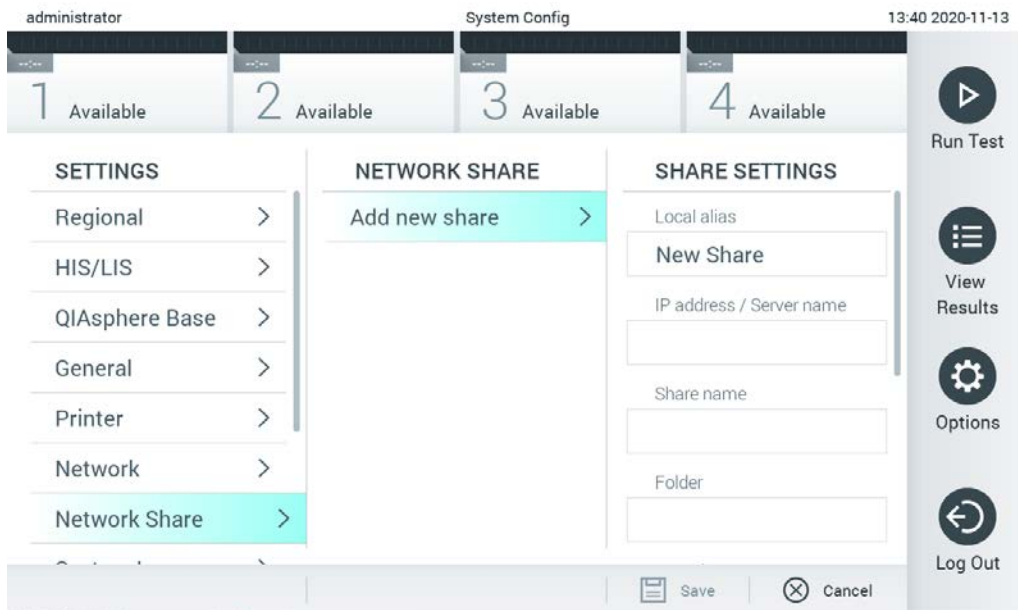 administrator
System Config
13:40 2020-11-13
--:--
--:--
--:--
--:--
1 Available
2 Available
3 Available
4 Available
Run Test
View
Results
Options
Log Out
SETTINGS
Regional
HIS/LIS
QIAsphere Base
General
Printer
Network
Network Share
NETWORK SHARE
Add new share
SHARE SETTINGS
Local alias
New Share
IP address / Server name
Share name
Folder
Save
Cancel